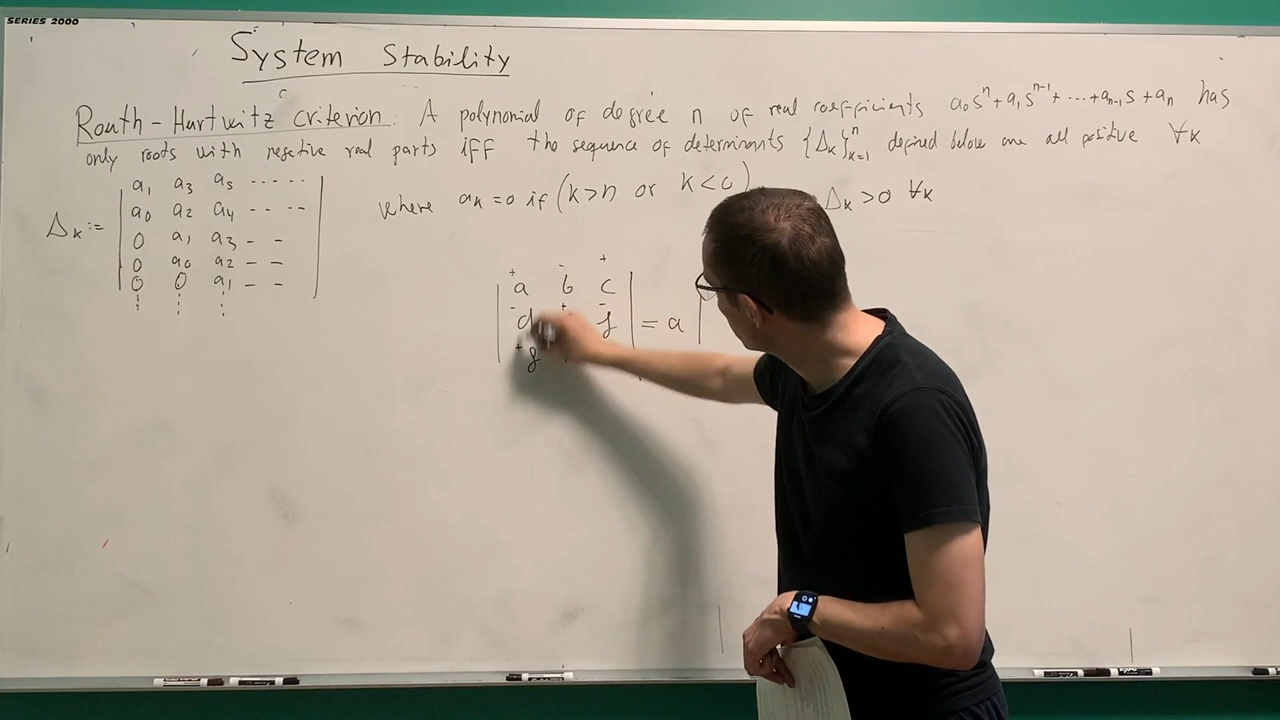 SERIES 2000
System Stability
Routh-Hurtwitz criterion: A polynomial of degree n of real coefficients a₀sⁿ+a₁sⁿ⁻¹+⋯+aₙ₋₁s+aₙ has
only roots with negative real parts iff the sequence of determinants {Δₖ}ⁿₖ₌₁ defined below are all positive ∀k
Δₖ:= | a₁ a₃ a₅ ..... where aₖ=0 if (k>n or k<0) Δₖ>0 ∀k
a₀ a₂ a₄ -- --
0 a₁ a₃ - -
0 a₀ a₂ - -
0 0 a₁ - - |
⋮ ⋮ ⋮
+ - +
| a b c
- + -
d f | = a |
+
g